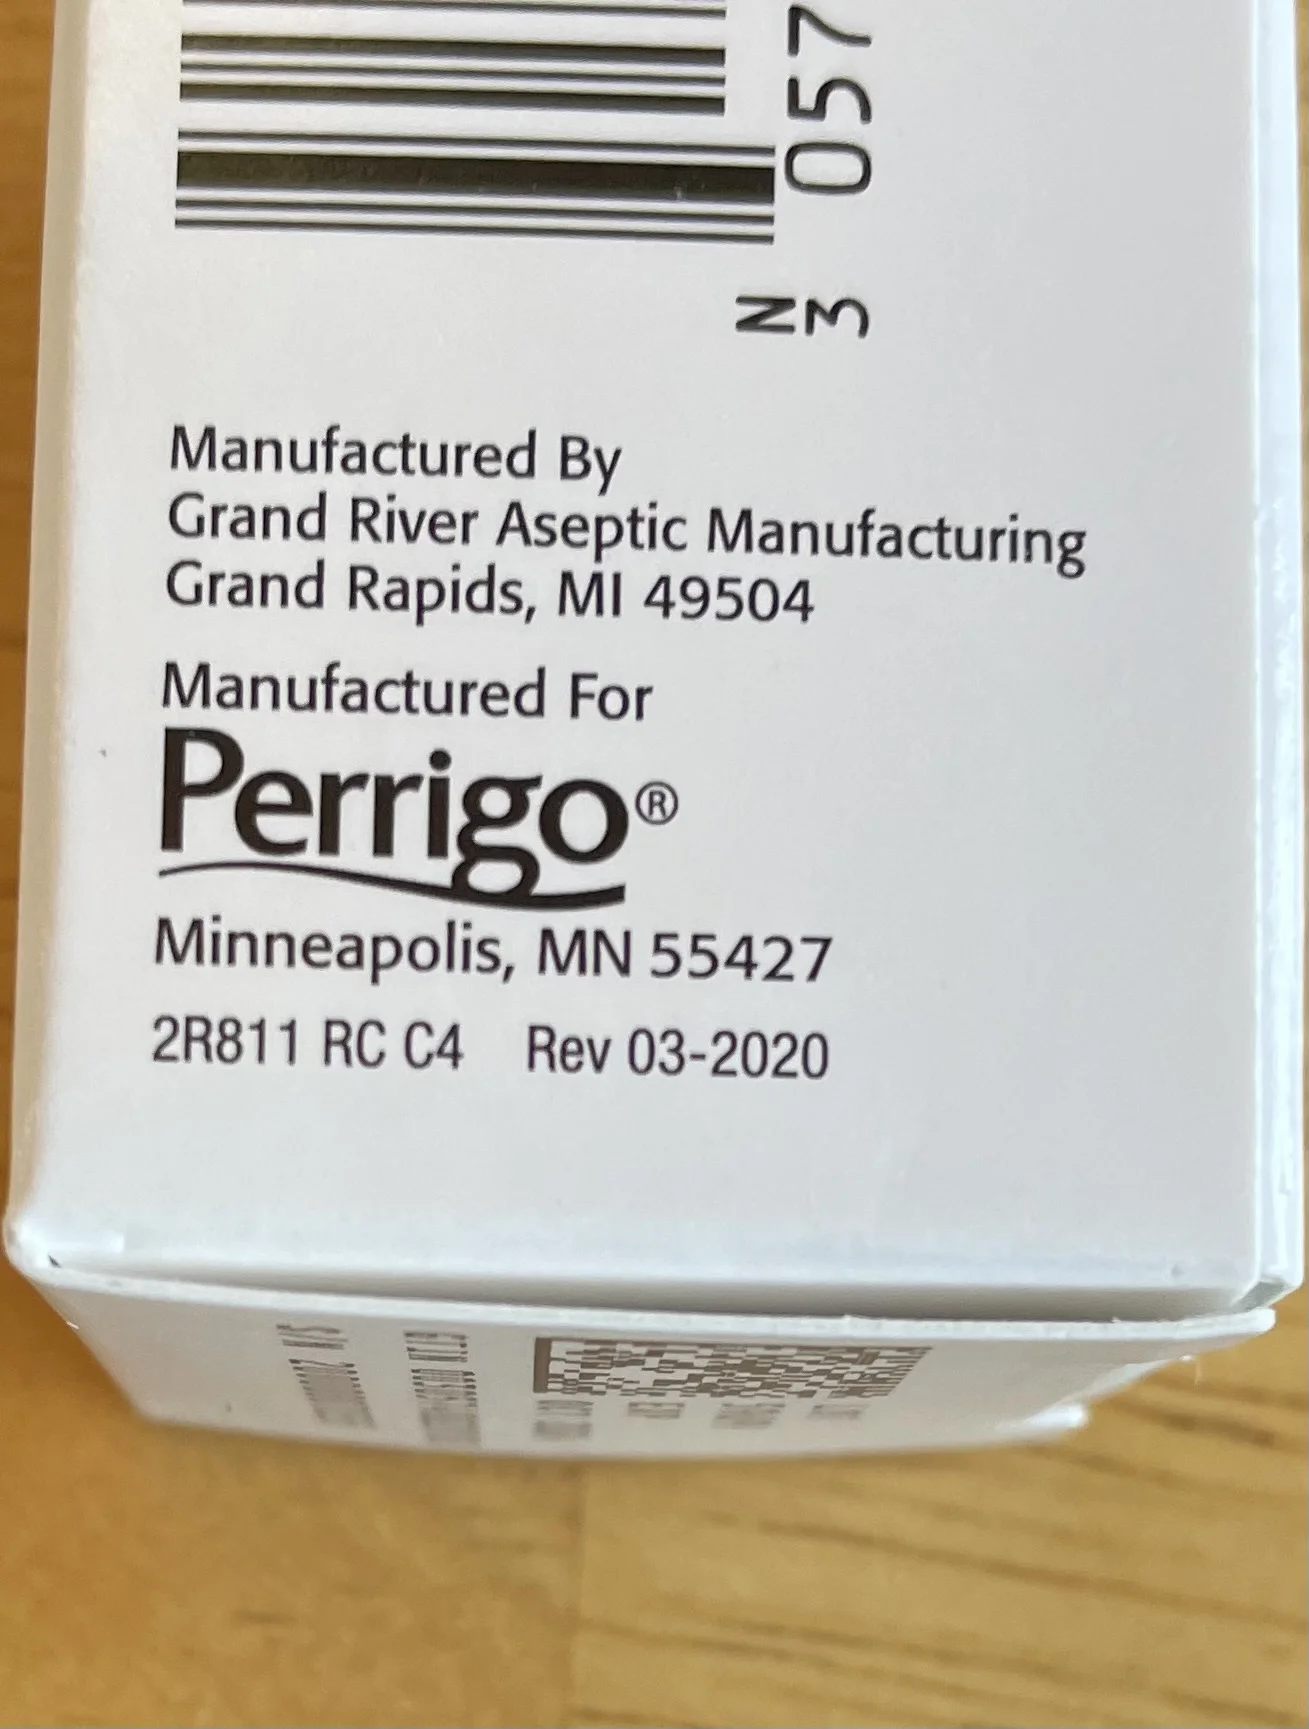 N
3 057
Manufactured By
Grand River Aseptic Manufacturing
Grand Rapids, MI 49504
Manufactured For
Perrigo®
Minneapolis, MN 55427
2R811 RC C4 Rev 03-2020